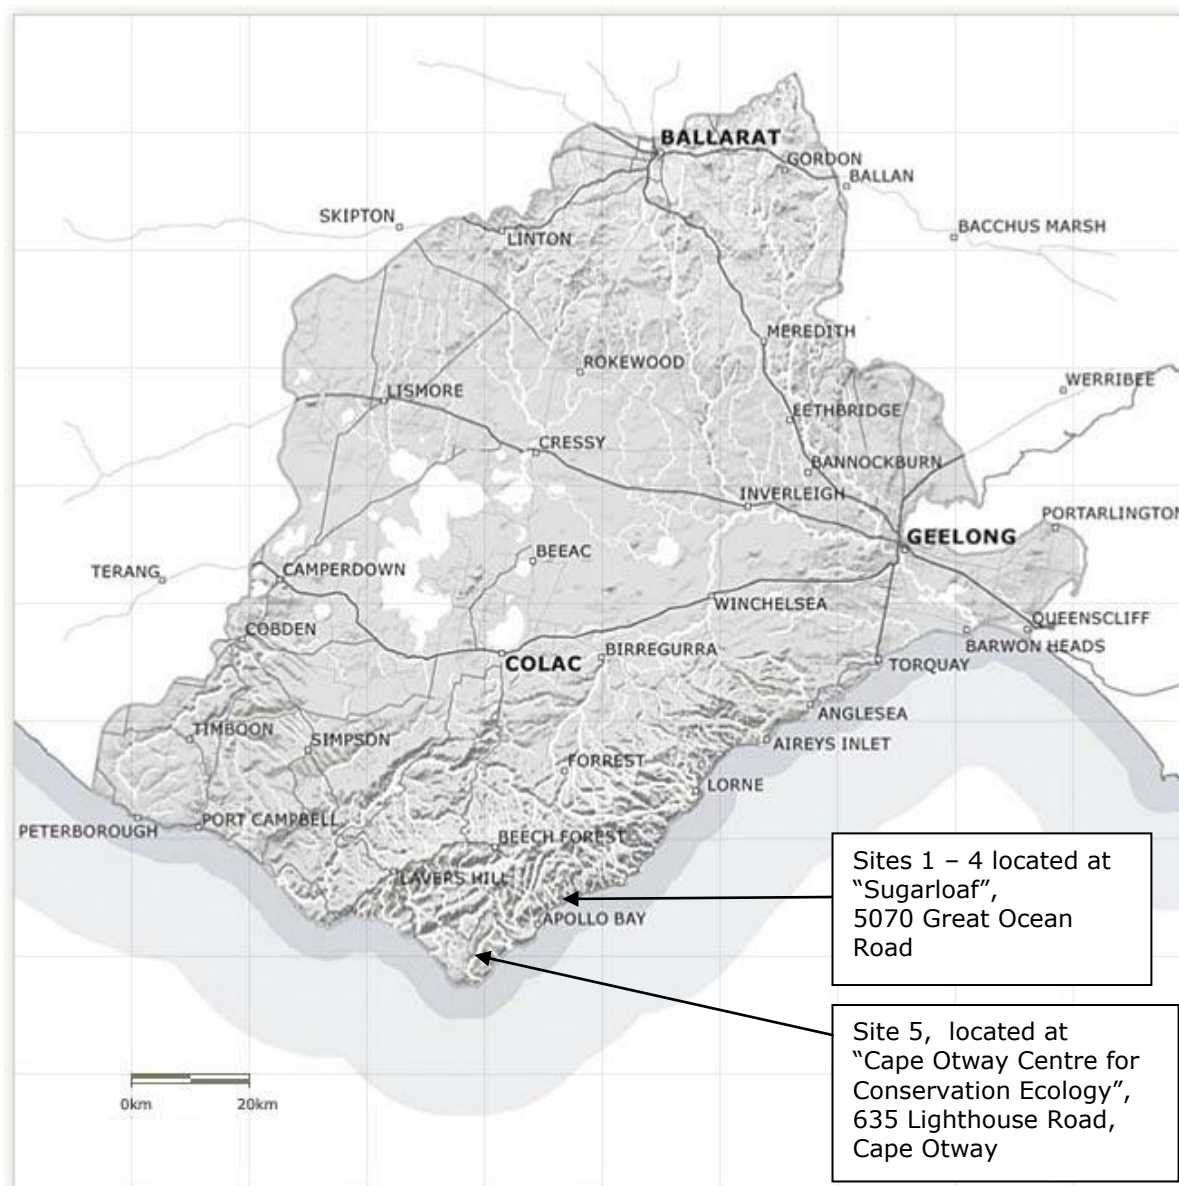 BALLARAT
GORDON
BALLAN
SKIPTON
LINTON
BACCHUS MARSH
MEREDITH
ROKEWOOD
WERRIBEE
LISMORE
LETHBRIDGE
CRESSY
BANNOCKBURN
INVERLEIGH
PORTARLINGTON
GEELONG
BEEAC
TERANG
CAMPERDOWN
WINCHELSEA
QUEENSCLIFF
COBDEN
BARWON HEADS
BIRREGURRA
COLAC
TORQUAY
ANGLESEA
TIMBOON
SIMPSON
AIREYS INLET
FORREST
LORNE
PETERBOROUGH
PORT CAMPBELL
BEECH FOREST
LAVERS HILL
APOLLO BAY
Sites 1 – 4 located at
“Sugarloaf”,
5070 Great Ocean
Road
Site 5,  located at
“Cape Otway Centre for
Conservation Ecology”,
635 Lighthouse Road,
Cape Otway
0km 20km